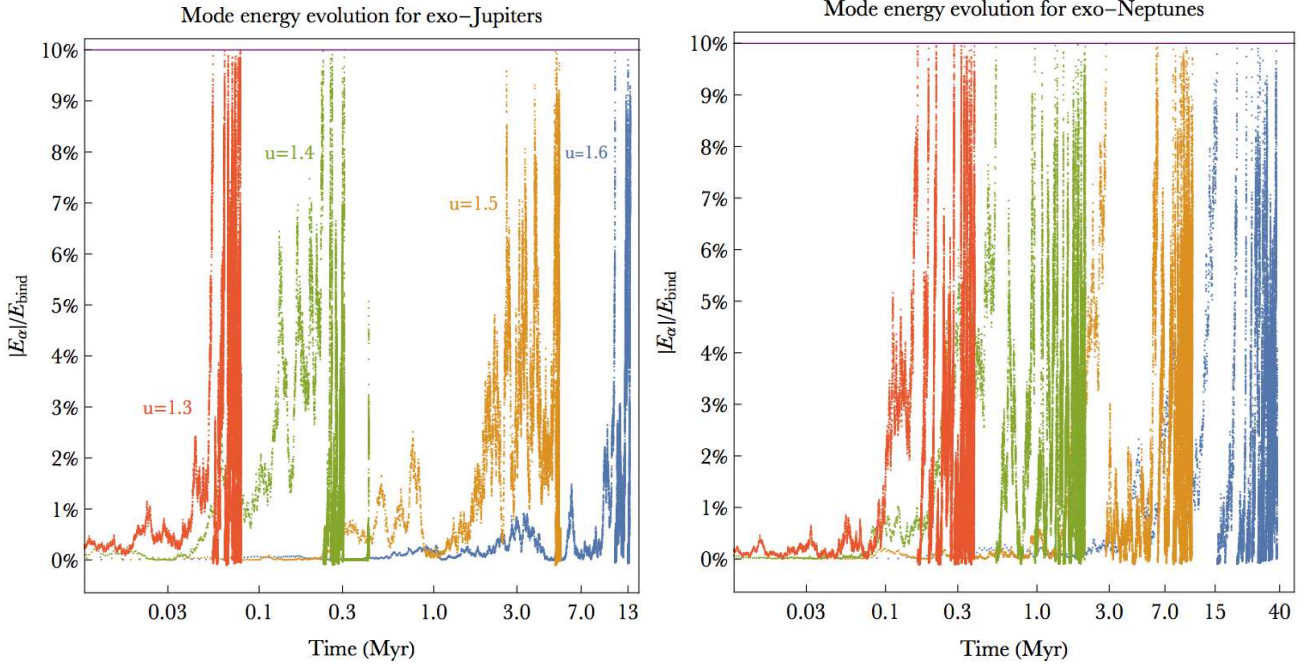 Mode energy evolution for exo−Jupiters
10%
9%
8%
7%
6%
5%
4%
3%
2%
1%
0%
|Eα|/Ebind
u=1.3
u=1.4
u=1.5
u=1.6
0.03 0.1 0.3 1.0 3.0 7.0 13
Time (Myr)
Mode energy evolution for exo−Neptunes
10%
9%
8%
7%
6%
5%
4%
3%
2%
1%
0%
|Eα|/Ebind
0.03 0.1 0.3 1.0 3.0 7.0 15 40
Time (Myr)